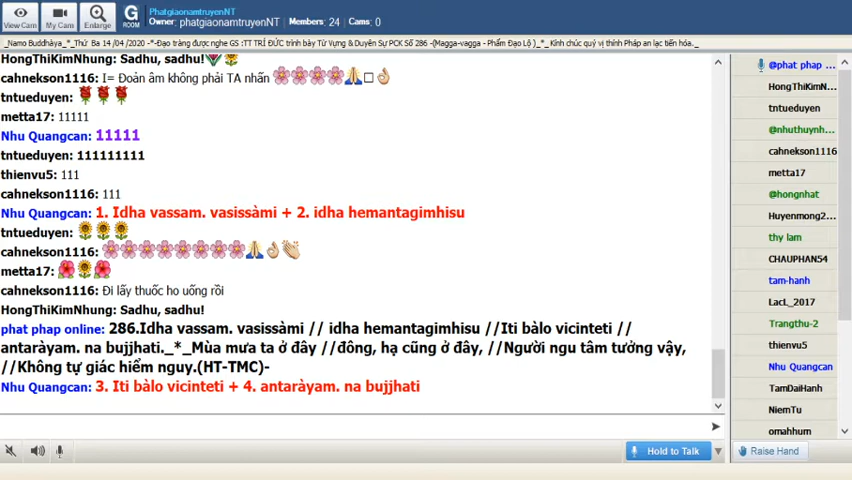 View Cam
My Cam
Enlarge
G
ROOM
PhatgiaonamtruyenNT
Owner: phatgiaonamtruyenNT | Members: 24 | Cams: 0
_Namo Buddhàya_*_Thứ Ba 14 /04 /2020 -*-Đạo tràng được nghe GS :TT TRÍ ĐỨC trình bày Từ Vựng & Duyên Sự PCK Số 286 -(Magga-vagga - Phẩm Đạo Lộ )_*_ Kính chúc quý vị thính Pháp an lạc tiến hóa._
HongThiKimNhung: Sadhu, sadhu!
cahnekson1116: I= Đoản âm không phải TA nhấn
tntueduyen:
metta17: 11111
Nhu Quangcan: 11111
tntueduyen: 111111111
thienvu5: 111
cahnekson1116: 111
Nhu Quangcan: 1. Idha vassam. vasissàmi + 2. idha hemantagimhisu
tntueduyen:
cahnekson1116:
metta17:
cahnekson1116: Đi lấy thuốc ho uống rồi
HongThiKimNhung: Sadhu, sadhu!
phat phap online: 286.Idha vassam. vasissàmi // idha hemantagimhisu //Iti bàlo vicinteti //
antaràyam. na bujjhati._*_Mùa mưa ta ở đây //đông, hạ cũng ở đây, //Người ngu tâm tưởng vậy,
//Không tự giác hiểm nguy.(HT-TMC)-
Nhu Quangcan: 3. Iti bàlo vicinteti + 4. antaràyam. na bujjhati
Hold to Talk
@phat phap ...
HongThiKimN...
tntueduyen
@nhuthuynh...
cahnekson1116
metta17
@hongnhat
Huyenmong2...
thy lam
CHAUPHAN54
tam-hanh
LacL_2017
Trangthu-2
thienvu5
Nhu Quangcan
TamDaiHanh
NiemTu
omahhum
Raise Hand